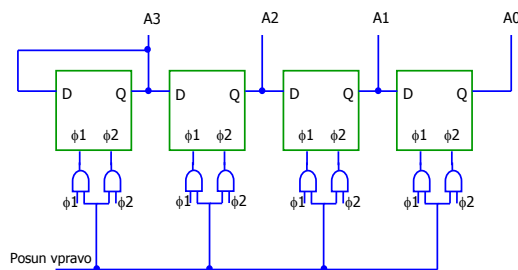 A3 A2 A1 A0
D Q D Q D Q D Q
ϕ1 ϕ2 ϕ1 ϕ2 ϕ1 ϕ2 ϕ1 ϕ2
ϕ1 ϕ2 ϕ1 ϕ2 ϕ1 ϕ2 ϕ1 ϕ2
Posun vpravo